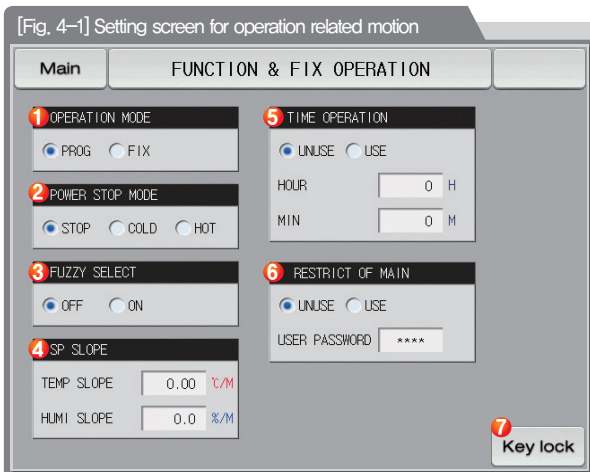 [Fig. 4-1] Setting screen for operation related motion
Main
FUNCTION & FIX OPERATION
1 OPERATION MODE
PROG FIX
2 POWER STOP MODE
STOP COLD HOT
3 FUZZY SELECT
OFF ON
4 SP SLOPE
TEMP SLOPE 0.00 ℃/M
HUMI SLOPE 0.0 %/M
5 TIME OPERATION
UNUSE USE
HOUR 0 H
MIN 0 M
6 RESTRICT OF MAIN
UNUSE USE
USER PASSWORD ****
7
Key lock